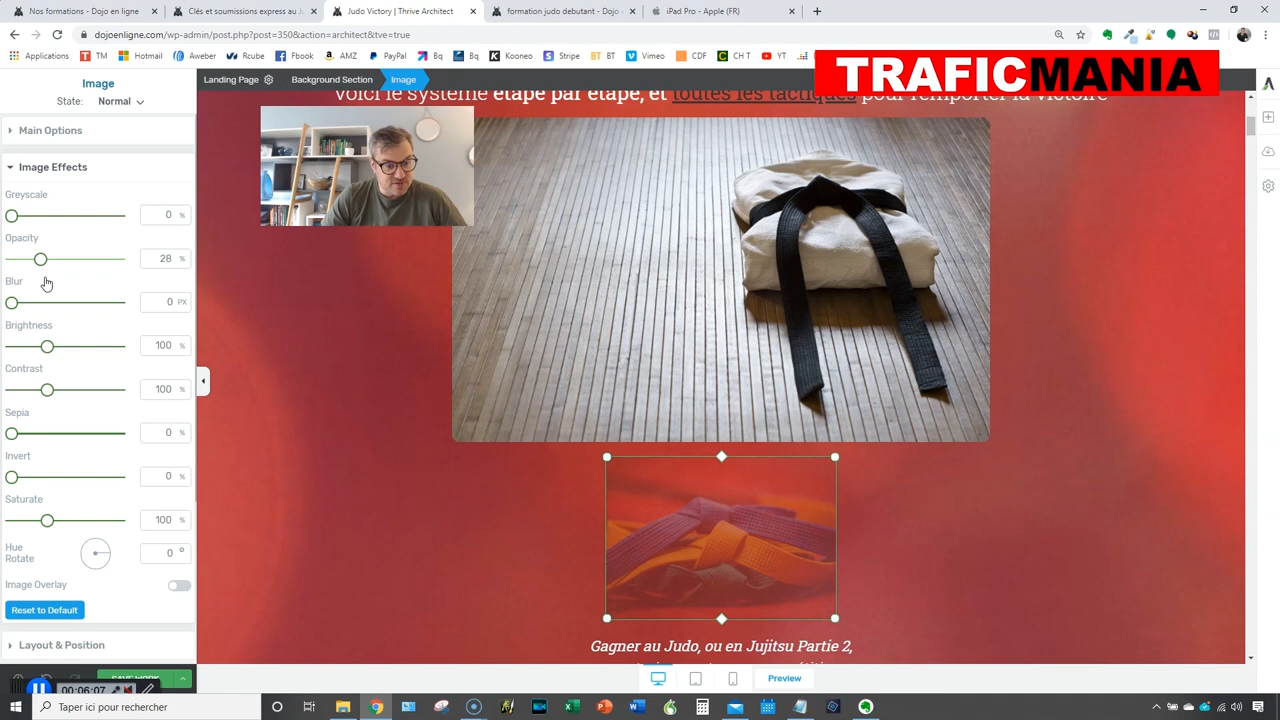 Nos formations - Dojo en ligne
Clés et soumissions express au J
Judo Victory | Thrive Architect
formation judo debutant - Dojo
iPad Pro - Apple (FR)
dojoenligne.com/wp-admin/post.php?post=350&action=architect&tve=true
Applications TM Hotmail Aweber Rcube Ebook AMZ PayPal Bq Kooneo Stripe BT Vimeo CDF CH T YT
Image
State: Normal
Landing Page Background Section Image
TRAFICMANIA
Voici le système étape par étape, et toutes les tactiques pour remporter la victoire
Main Options
Image Effects
Greyscale
0 %
Opacity
28 %
Blur
0 PX
Brightness
100 %
Contrast
100 %
Sepia
0 %
Invert
0 %
Saturate
100 %
Hue
Rotate
0 °
Image Overlay
Reset to Default
Layout & Position
Gagner au Judo, ou en Jujitsu Partie 2,
SAVE WORK
Preview
00:06:07
Taper ici pour rechercher